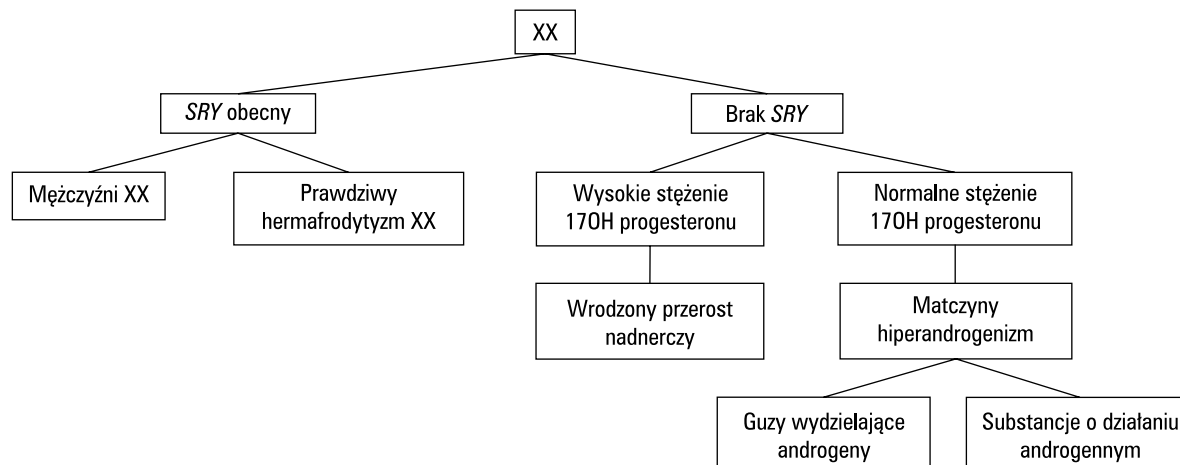 XX
SRY obecny
Brak SRY
Mężczyźni XX
Prawdziwy
hermafrodytyzm XX
Wysokie stężenie
17OH progesteronu
Normalne stężenie
17OH progesteronu
Wrodzony przerost
nadnerczy
Matczyny
hiperandrogenizm
Guzy wydzielające
androgeny
Substancje o działaniu
androgennym